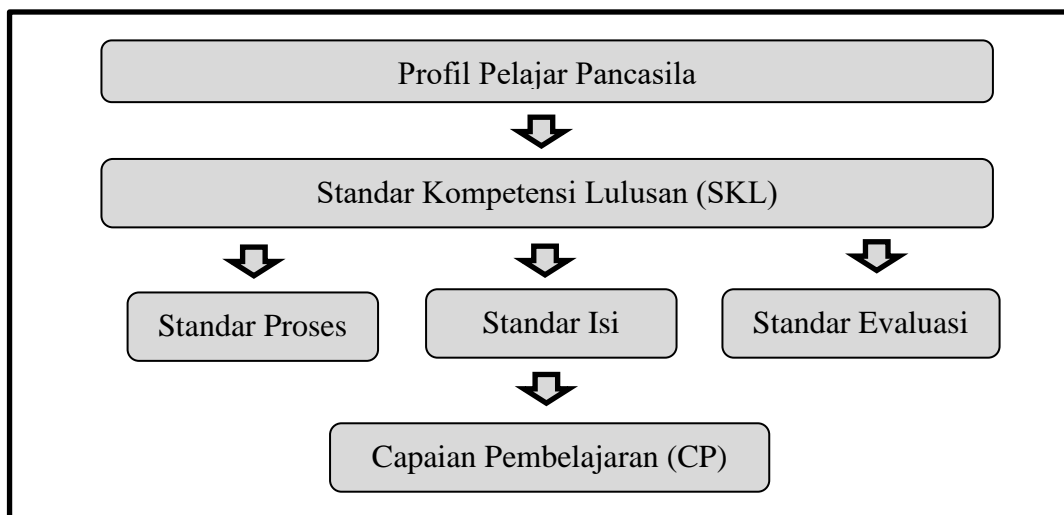 Profil Pelajar Pancasila
Standar Kompetensi Lulusan (SKL)
Standar Proses
Standar Isi
Standar Evaluasi
Capaian Pembelajaran (CP)